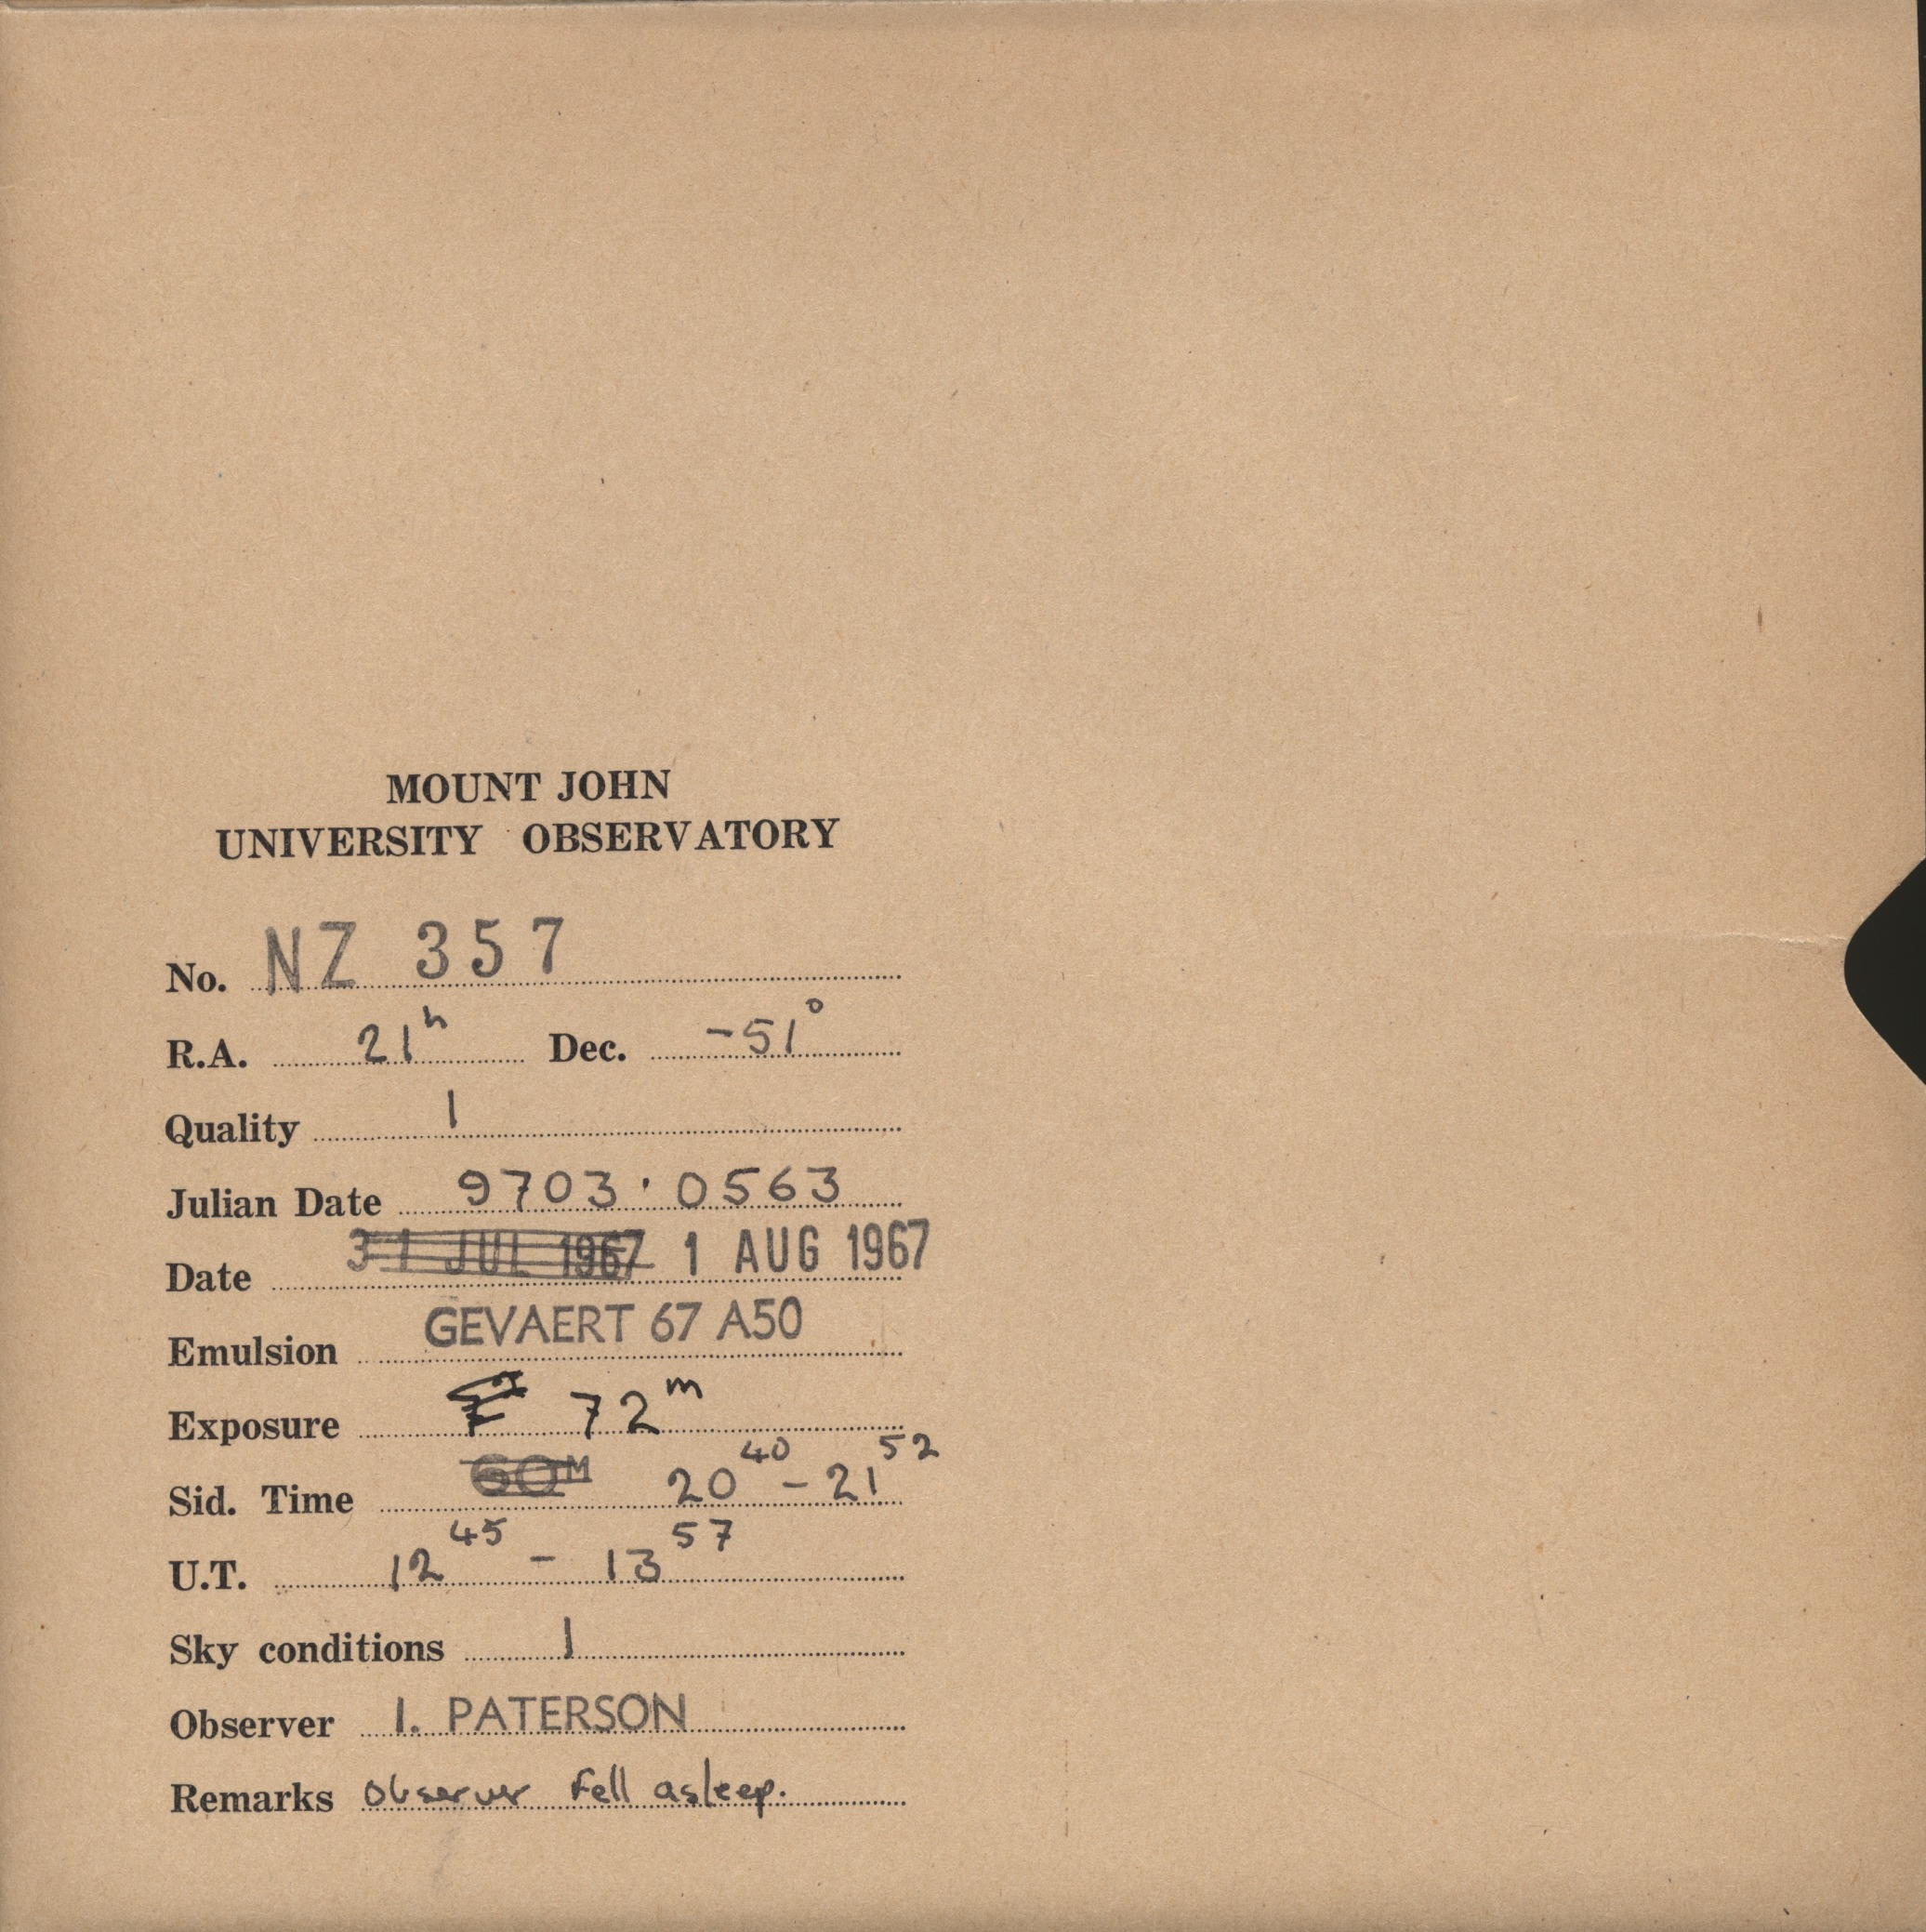 MOUNT JOHN
UNIVERSITY OBSERVATORY
No. NZ 357
R.A. 21h Dec. -51°
Quality 1
Julian Date 9703.0563
Date 31 JUL 1967 1 AUG 1967
Emulsion GEVAERT 67 A50
Exposure 72m
Sid. Time 60M 20 40 - 21 52
U.T. 12 45 - 13 57
Sky conditions 1
Observer I. PATERSON
Remarks Observer fell asleep.